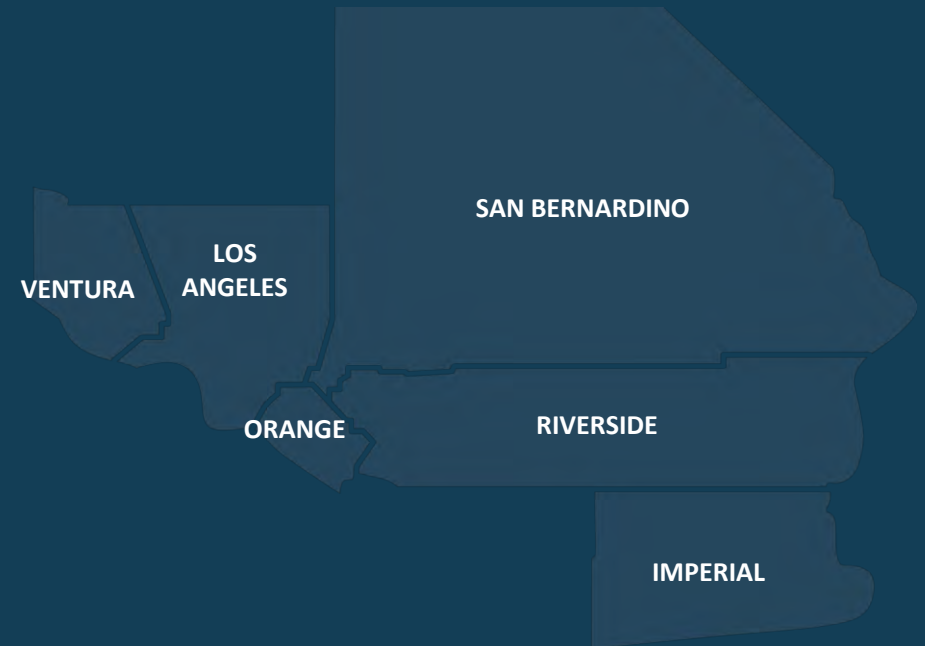 SAN BERNARDINO
LOS
ANGELES
VENTURA
ORANGE
RIVERSIDE
IMPERIAL